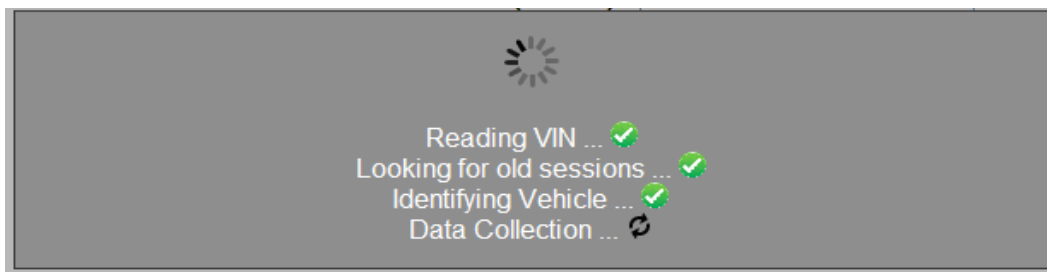 Reading VIN ...
Looking for old sessions ...
Identifying Vehicle ...
Data Collection ...